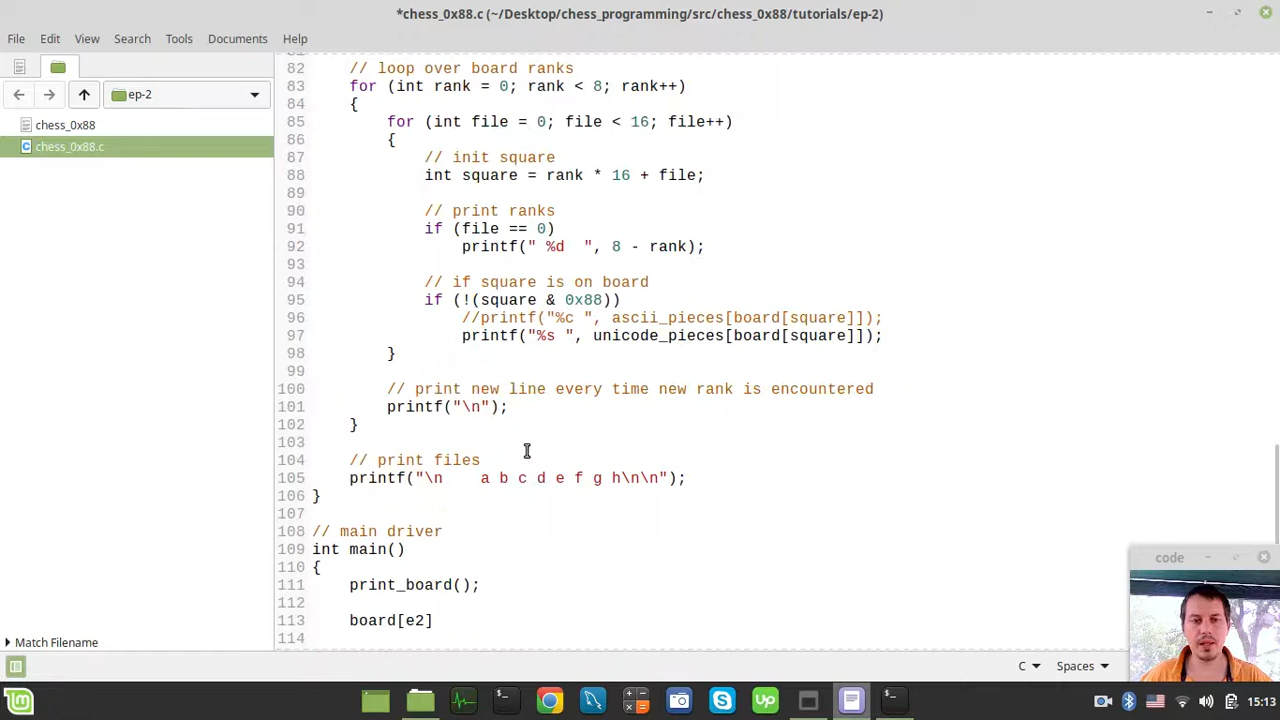 *chess_0x88.c (~/Desktop/chess_programming/src/chess_0x88/tutorials/ep-2)
File Edit View Search Tools Documents Help
ep-2
chess_0x88
chess_0x88.c
82 // loop over board ranks
83 for (int rank = 0; rank < 8; rank++)
84 {
85 for (int file = 0; file < 16; file++)
86 {
87 // init square
88 int square = rank * 16 + file;
89
90 // print ranks
91 if (file == 0)
92 printf(" %d  ", 8 - rank);
93
94 // if square is on board
95 if (!(square & 0x88))
96 //printf("%c ", ascii_pieces[board[square]]);
97 printf("%s ", unicode_pieces[board[square]]);
98 }
99
100 // print new line every time new rank is encountered
101 printf("\n");
102 }
103
104 // print files
105 printf("\n    a b c d e f g h\n\n");
106 }
107
108 // main driver
109 int main()
110 {
111 print_board();
112
113 board[e2]
114
Match Filename
code
C
Spaces
15:13